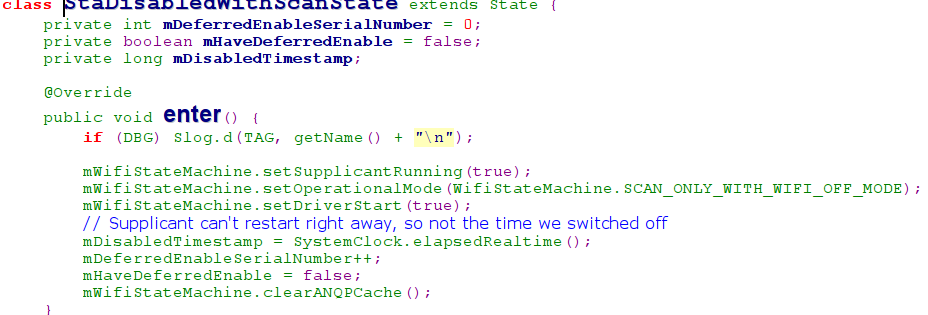 class StaDisabledWithScanState extends State {
    private int mDeferredEnableSerialNumber = 0;
    private boolean mHaveDeferredEnable = false;
    private long mDisabledTimestamp;

    @Override
    public void enter() {
        if (DBG) Slog.d(TAG, getName() + "\n");

        mWifiStateMachine.setSupplicantRunning(true);
        mWifiStateMachine.setOperationalMode(WifiStateMachine.SCAN_ONLY_WITH_WIFI_OFF_MODE);
        mWifiStateMachine.setDriverStart(true);
        // Supplicant can't restart right away, so not the time we switched off
        mDisabledTimestamp = SystemClock.elapsedRealtime();
        mDeferredEnableSerialNumber++;
        mHaveDeferredEnable = false;
        mWifiStateMachine.clearANQPCache();
    }